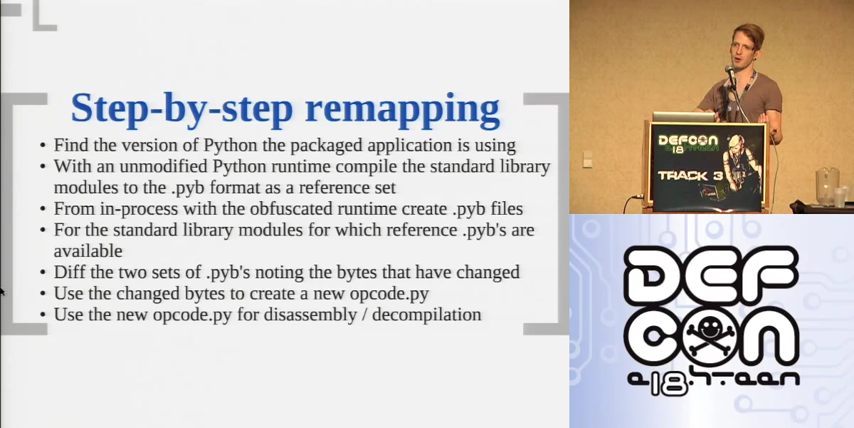 Step-by-step remapping
• Find the version of Python the packaged application is using
• With an unmodified Python runtime compile the standard library
modules to the .pyb format as a reference set
• From in-process with the obfuscated runtime create .pyb files
• For the standard library modules for which reference .pyb's are
available
• Diff the two sets of .pyb's noting the bytes that have changed
• Use the changed bytes to create a new opcode.py
• Use the new opcode.py for disassembly / decompilation
DEFCON
18
TRACK 3
DEF
CON
e18hteen